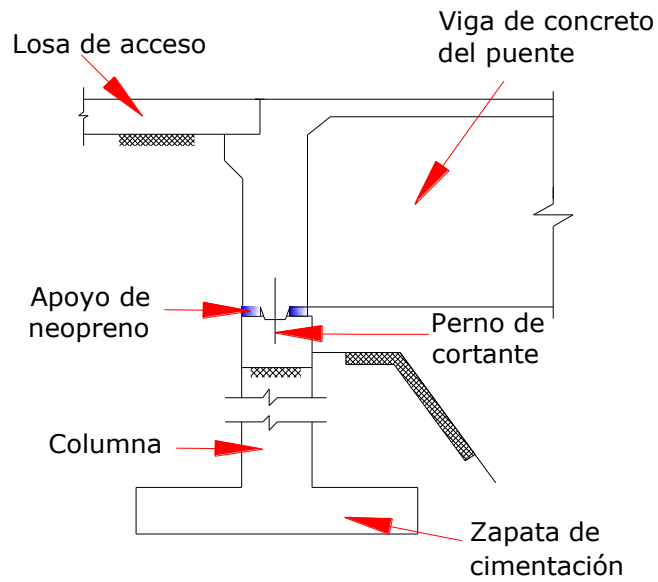 Losa de acceso
Viga de concreto
del puente
Apoyo de
neopreno
Perno de
cortante
Columna
Zapata de
cimentación